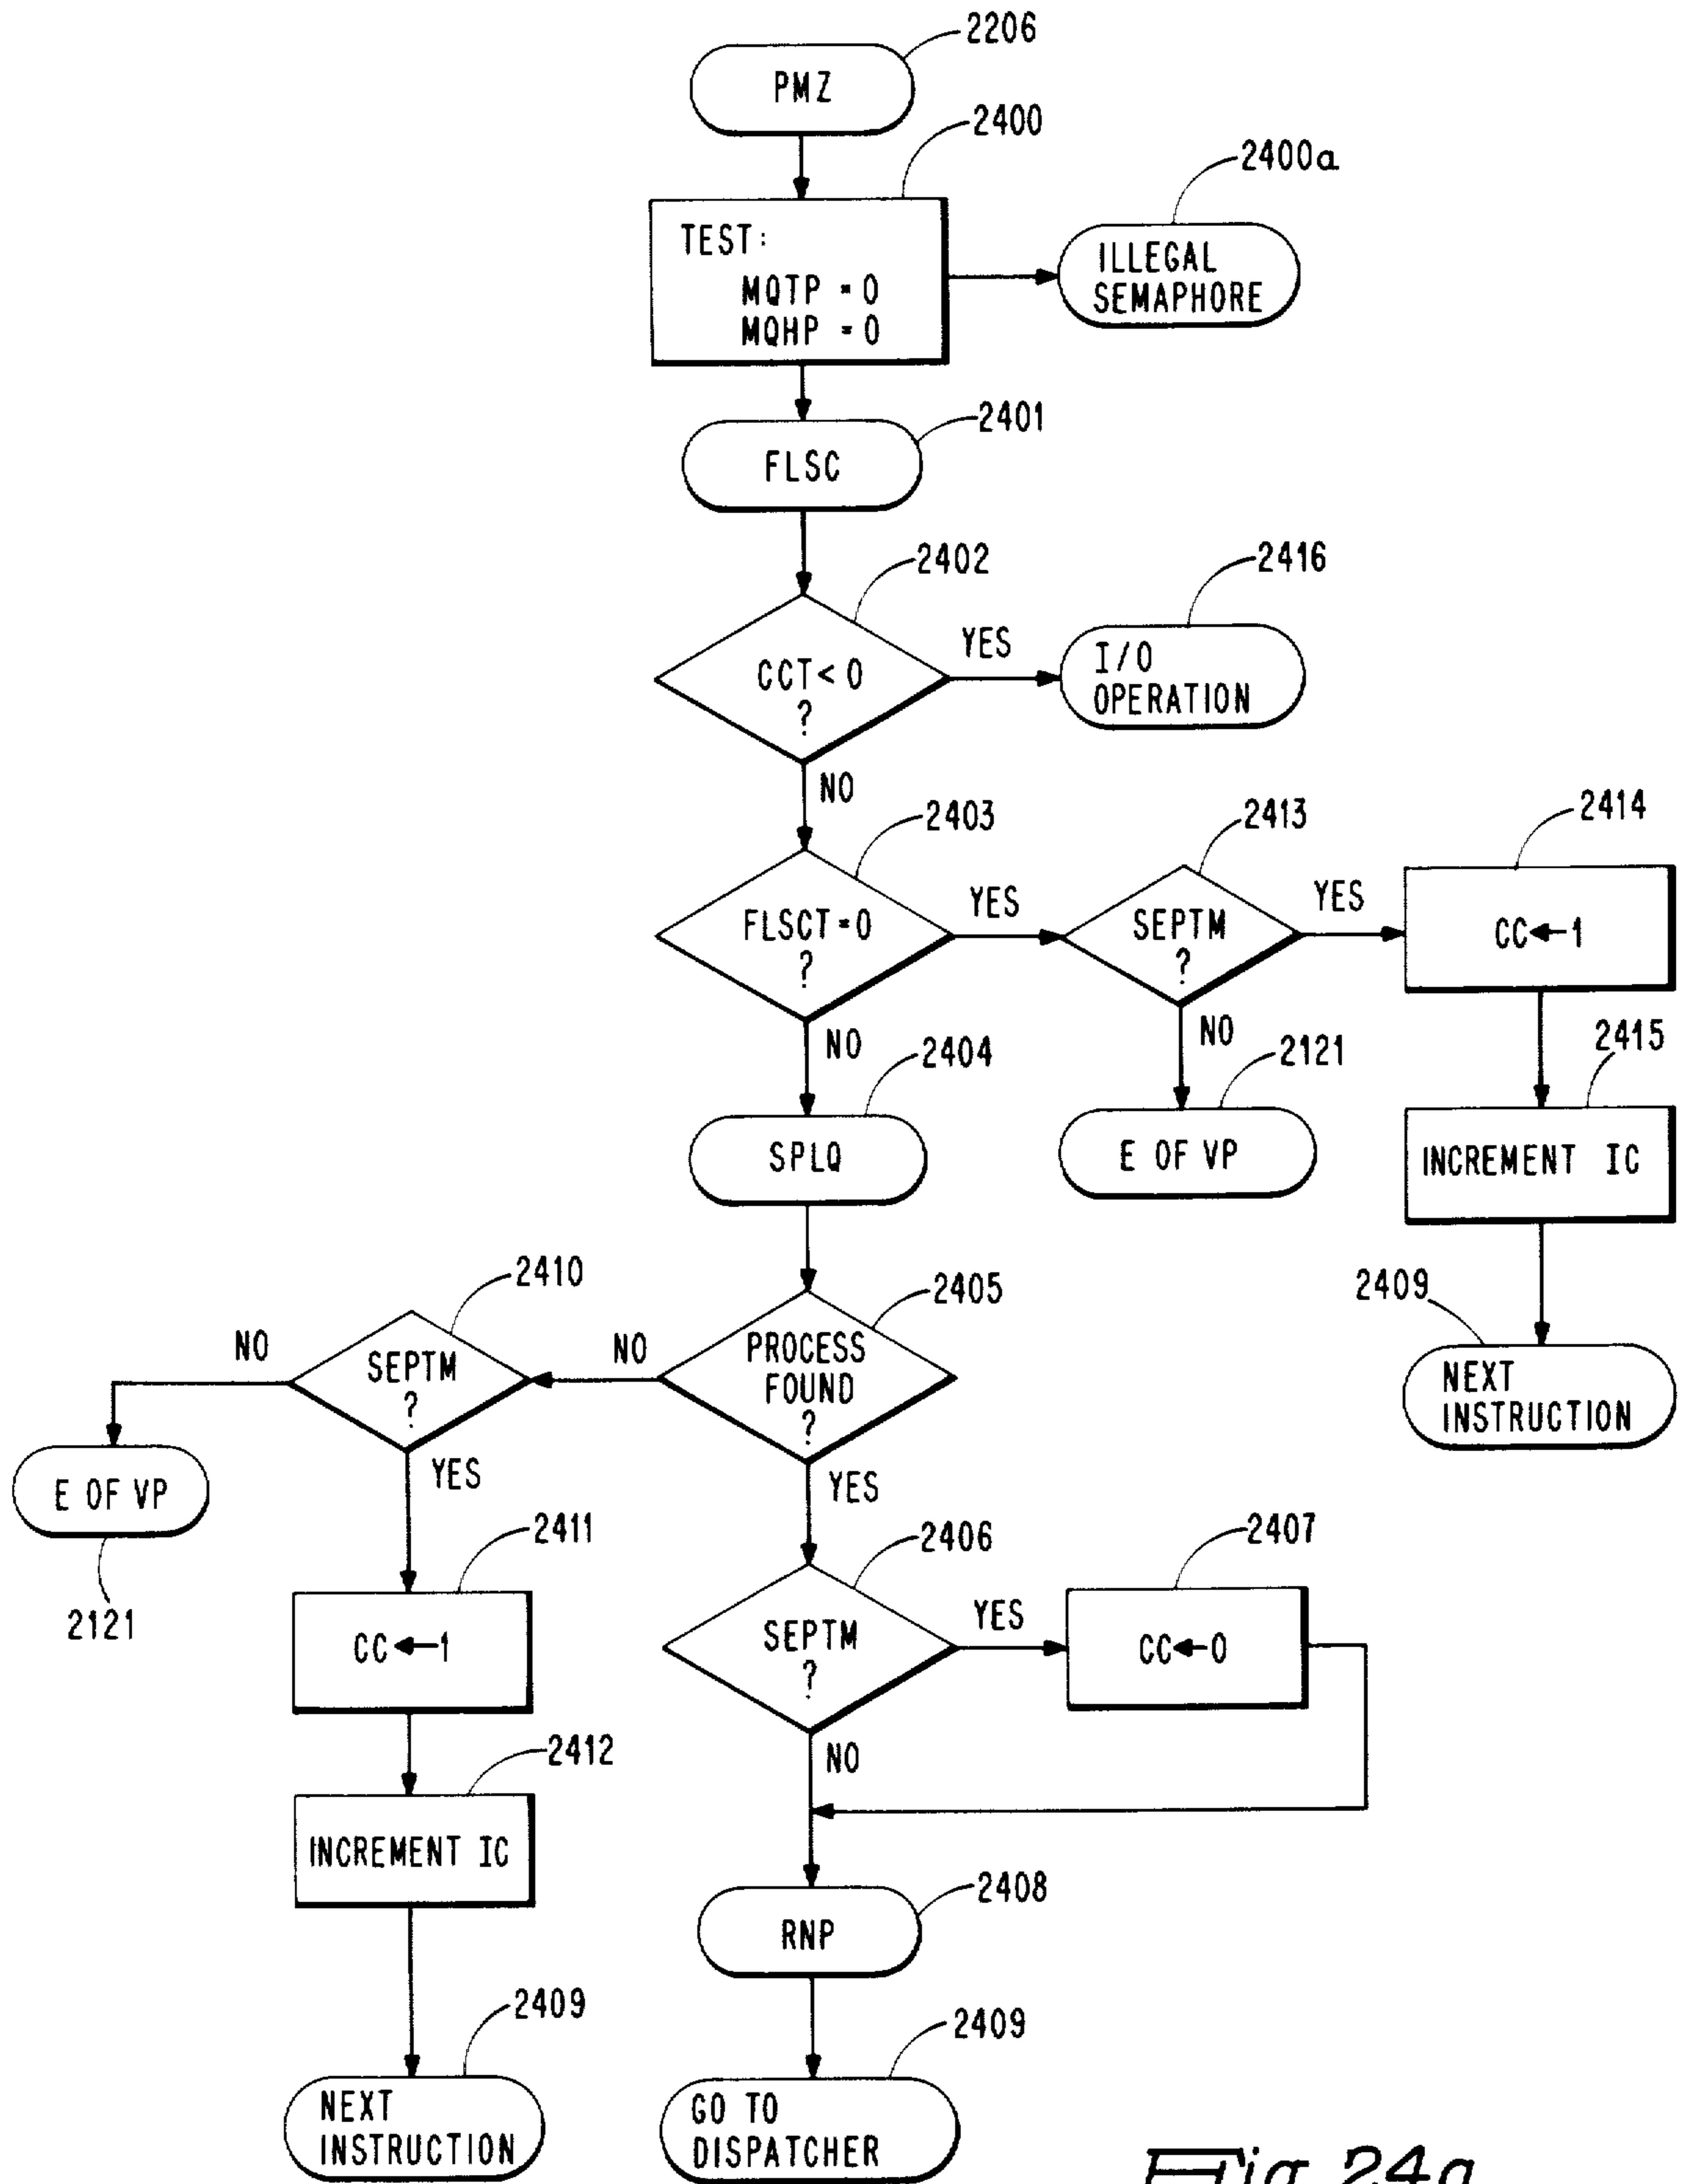 2206
PMZ
2400
2400a
TEST:
MQTP = 0
MQHP = 0
ILLEGAL
SEMAPHORE
2401
FLSC
2402
2416
CCT < 0
?
YES
I/O
OPERATION
NO
2403
2413
2414
FLSCT = 0
?
YES
SEPTM
?
YES
CC←1
NO
2404
NO
2121
2415
SPLQ
E OF VP
INCREMENT IC
2410
2405
2409
NO
SEPTM
?
NO
PROCESS
FOUND
?
NEXT
INSTRUCTION
E OF VP
2121
YES
YES
2411
2406
2407
CC←1
SEPTM
?
YES
CC←0
2412
NO
INCREMENT IC
2408
RNP
2409
2409
NEXT
INSTRUCTION
GO TO
DISPATCHER
Fig. 24a